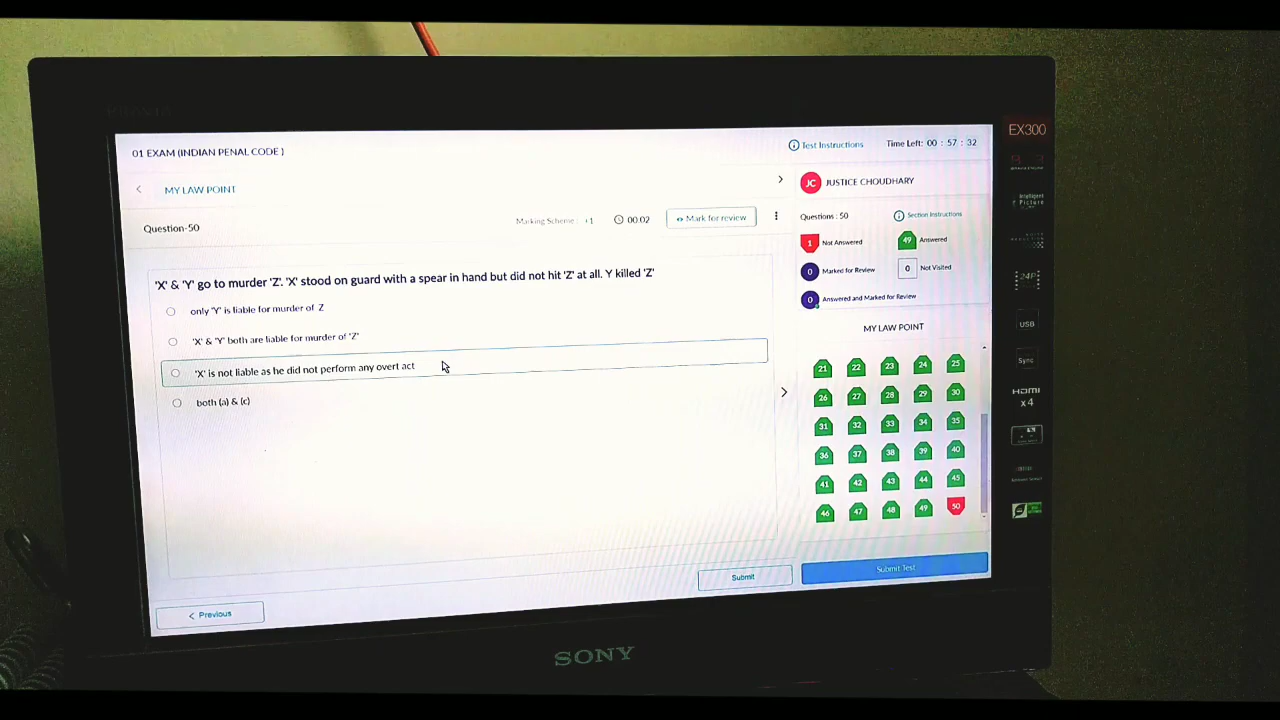 EX300
01 EXAM (INDIAN PENAL CODE )
Test Instructions
Time Left: 00 : 57 : 32
MY LAW POINT
JC JUSTICE CHOUDHARY
Question-50
Marking Scheme : +1
00:02
Mark for review
Questions : 50
Section Instructions
1 Not Answered
49 Answered
0 Marked for Review
0 Not Visited
0 Answered and Marked for Review
'X' & 'Y' go to murder 'Z'. 'X' stood on guard with a spear in hand but did not hit 'Z' at all. Y killed 'Z'
only 'Y' is liable for murder of Z
'X' & 'Y' both are liable for murder of 'Z'
'X' is not liable as he did not perform any overt act
both (a) & (c)
MY LAW POINT
21 22 23 24 25
26 27 28 29 30
31 32 33 34 35
36 37 38 39 40
41 42 43 44 45
46 47 48 49 50
Previous
Submit
Submit Test
Intelligent
Picture
24P
USB
Sync
HDMI
x4
SONY